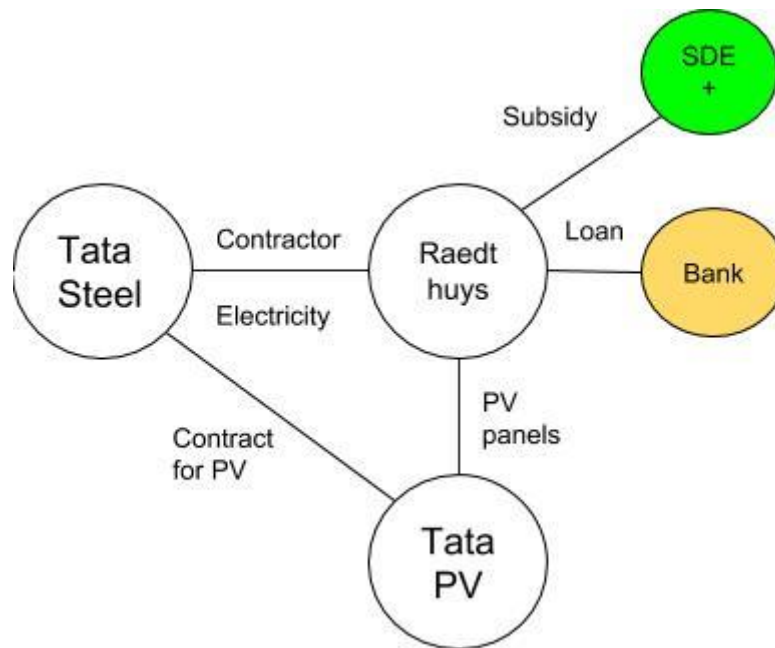 SDE
+
Subsidy
Tata
Steel
Contractor
Electricity
Raedt
huys
Loan
Bank
Contract
for PV
PV
panels
Tata
PV